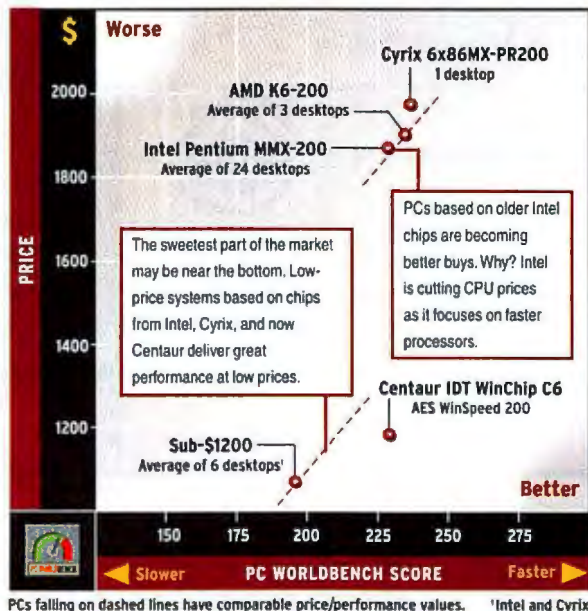 $
Worse
Cyrix 6x86MX-PR200
1 desktop
AMD K6-200
Average of 3 desktops
Intel Pentium MMX-200
Average of 24 desktops
2000
1800
1600
1400
1200
PRICE
PCs based on older Intel
chips are becoming
better buys. Why? Intel
is cutting CPU prices
as it focuses on faster
processors.
The sweetest part of the market
may be near the bottom. Low-
price systems based on chips
from Intel, Cyrix, and now
Centaur deliver great
performance at low prices.
Centaur IDT WinChip C6
AES WinSpeed 200
Sub-$1200
Average of 6 desktops¹
Better
150 175 200 225 250 275
Slower PC WORLDBENCH SCORE Faster
PCs falling on dashed lines have comparable price/performance values. ¹Intel and Cyrix